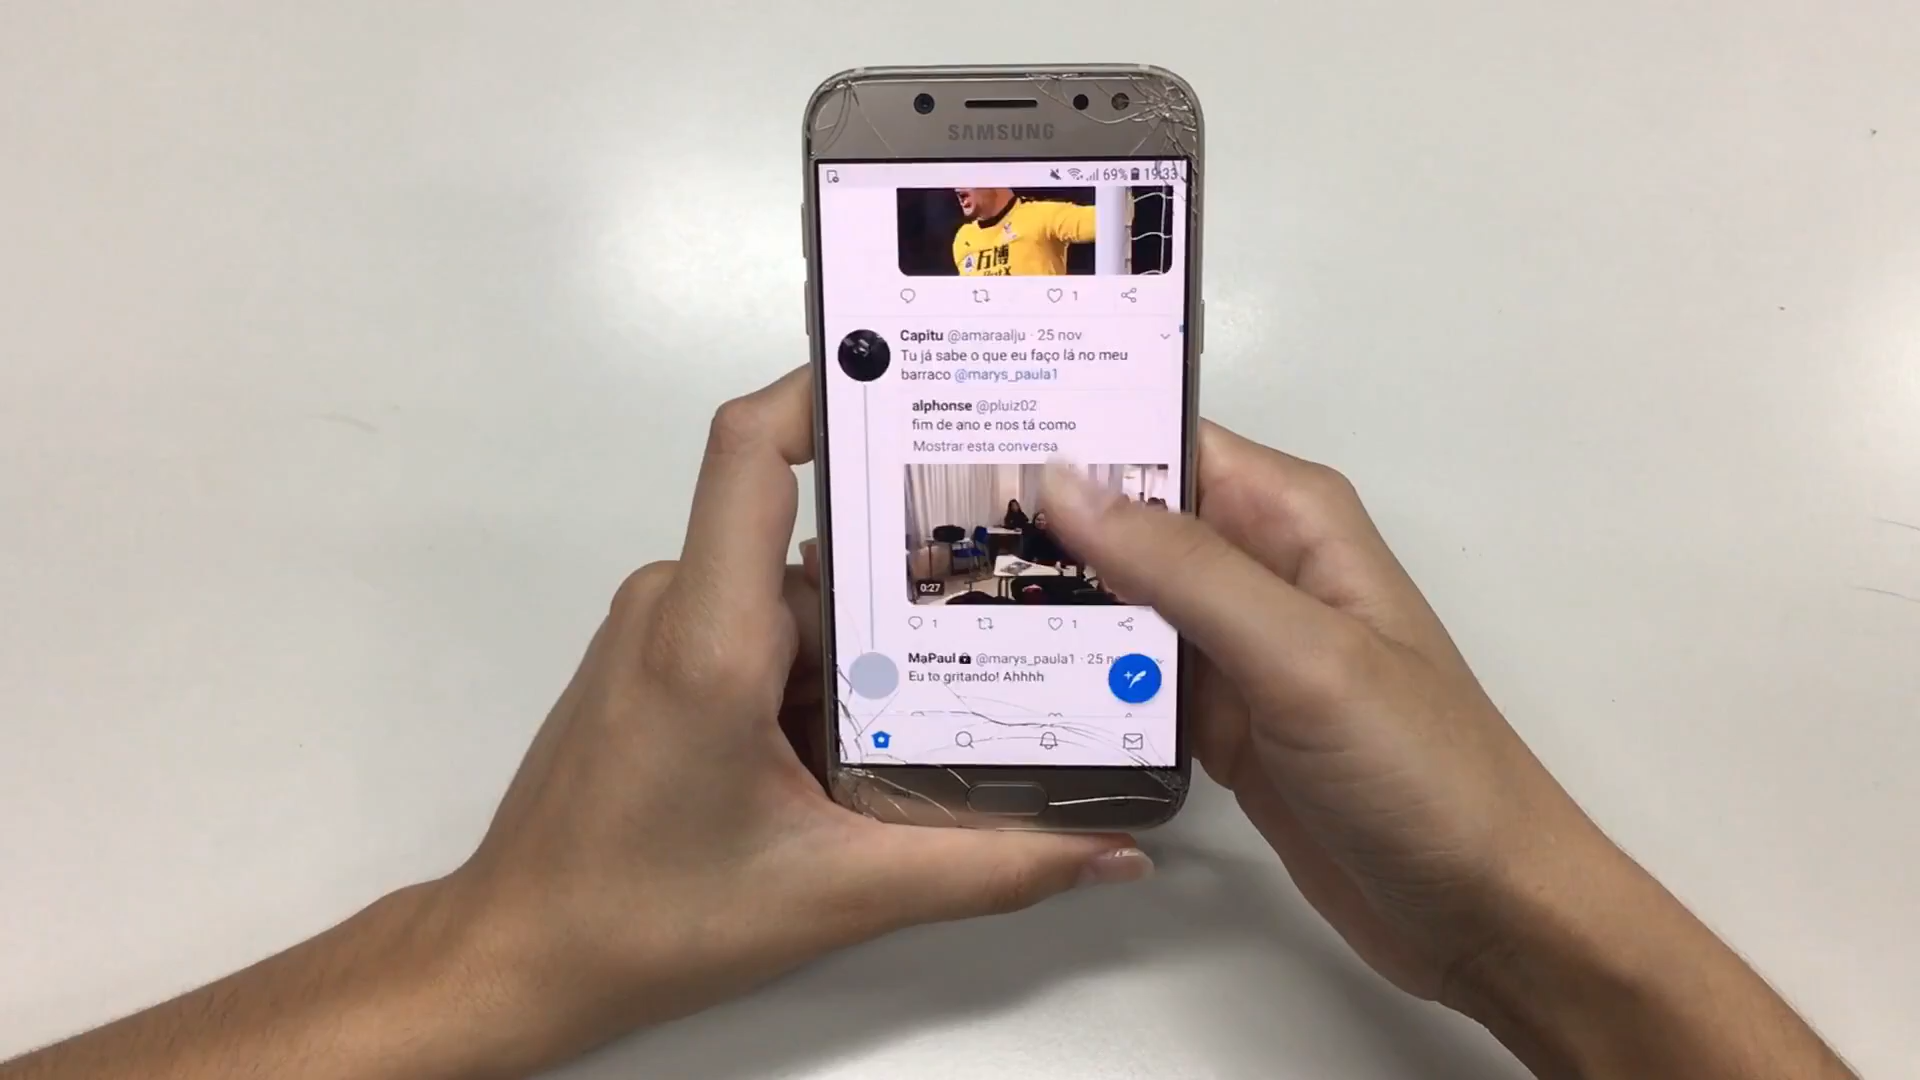 SAMSUNG
69% 19:33
万博
1
Capitu @amaraalju · 25 nov
Tu já sabe o que eu faço lá no meu
barraco @marys_paula1
alphonse @pluiz02
fim de ano e nos tá como
Mostrar esta conversa
0:27
1 1
MaPaul @marys_paula1 · 25
Eu to gritando! Ahhhh